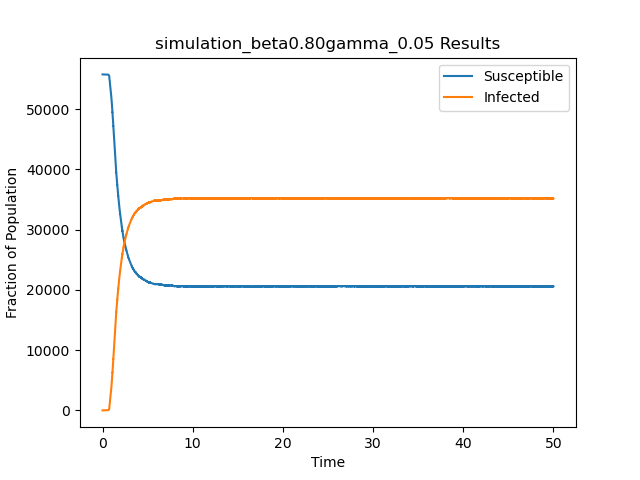 simulation_beta0.80gamma_0.05 Results
Susceptible
Infected
Fraction of Population
50000
40000
30000
20000
10000
0
0 10 20 30 40 50
Time